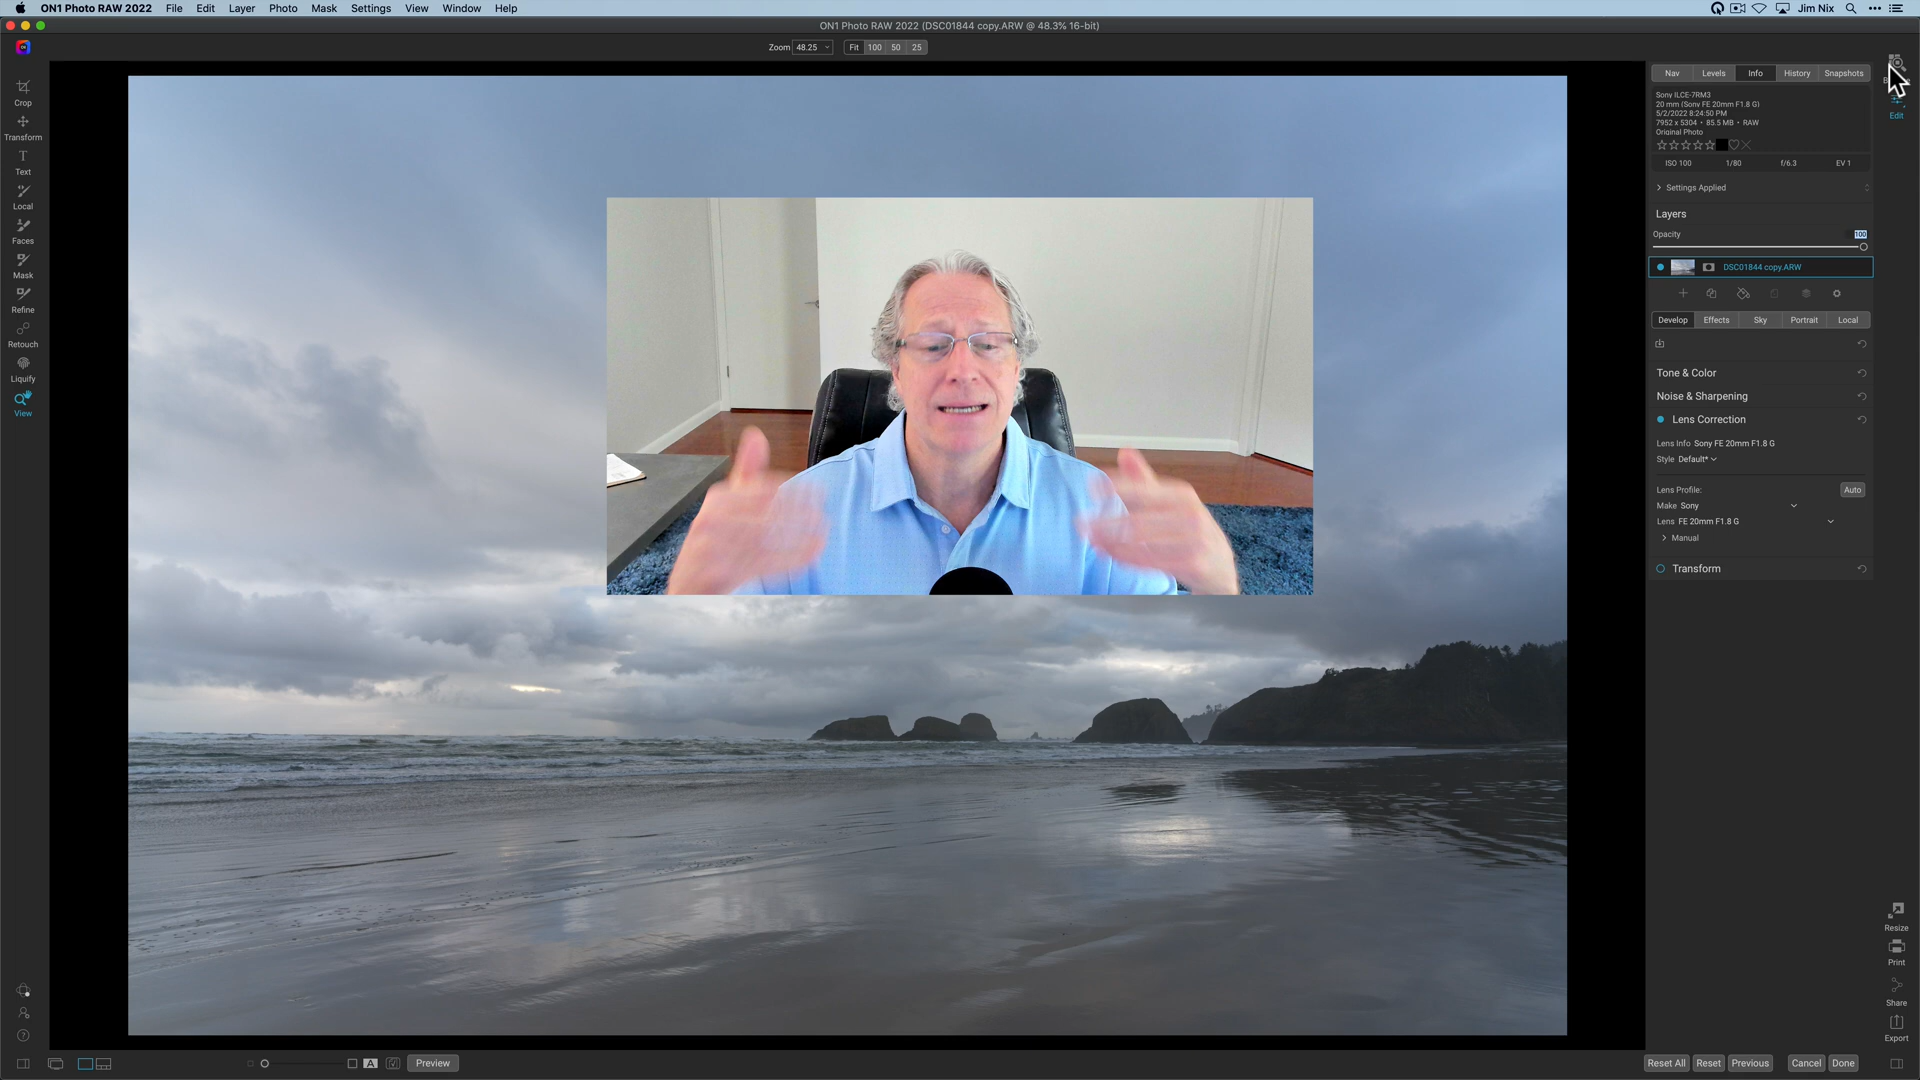 ON1 Photo RAW 2022 File Edit Layer Photo Mask Settings View Window Help Jim Nix
ON1 Photo RAW 2022 (DSC01844 copy.ARW @ 48.3% 16-bit)
Zoom 48.25 Fit 100 50 25
Crop
Transform
Text
Local
Faces
Mask
Refine
Retouch
Liquify
View
Nav Levels Info History Snapshots
Sony ILCE-7RM3
20 mm (Sony FE 20mm F1.8 G)
5/2/2022 8:24:50 PM
7952 x 5304 • 85.5 MB • RAW
Original Photo
ISO 100 1/80 f/6.3 EV 1
Settings Applied
Layers
Opacity 100
DSC01844 copy.ARW
Develop Effects Sky Portrait Local
Tone & Color
Noise & Sharpening
Lens Correction
Lens Info Sony FE 20mm F1.8 G
Style Default*
Lens Profile: Auto
Make Sony
Lens FE 20mm F1.8 G
Manual
Transform
Edit
Resize
Print
Share
Export
A Preview
Reset All Reset Previous Cancel Done